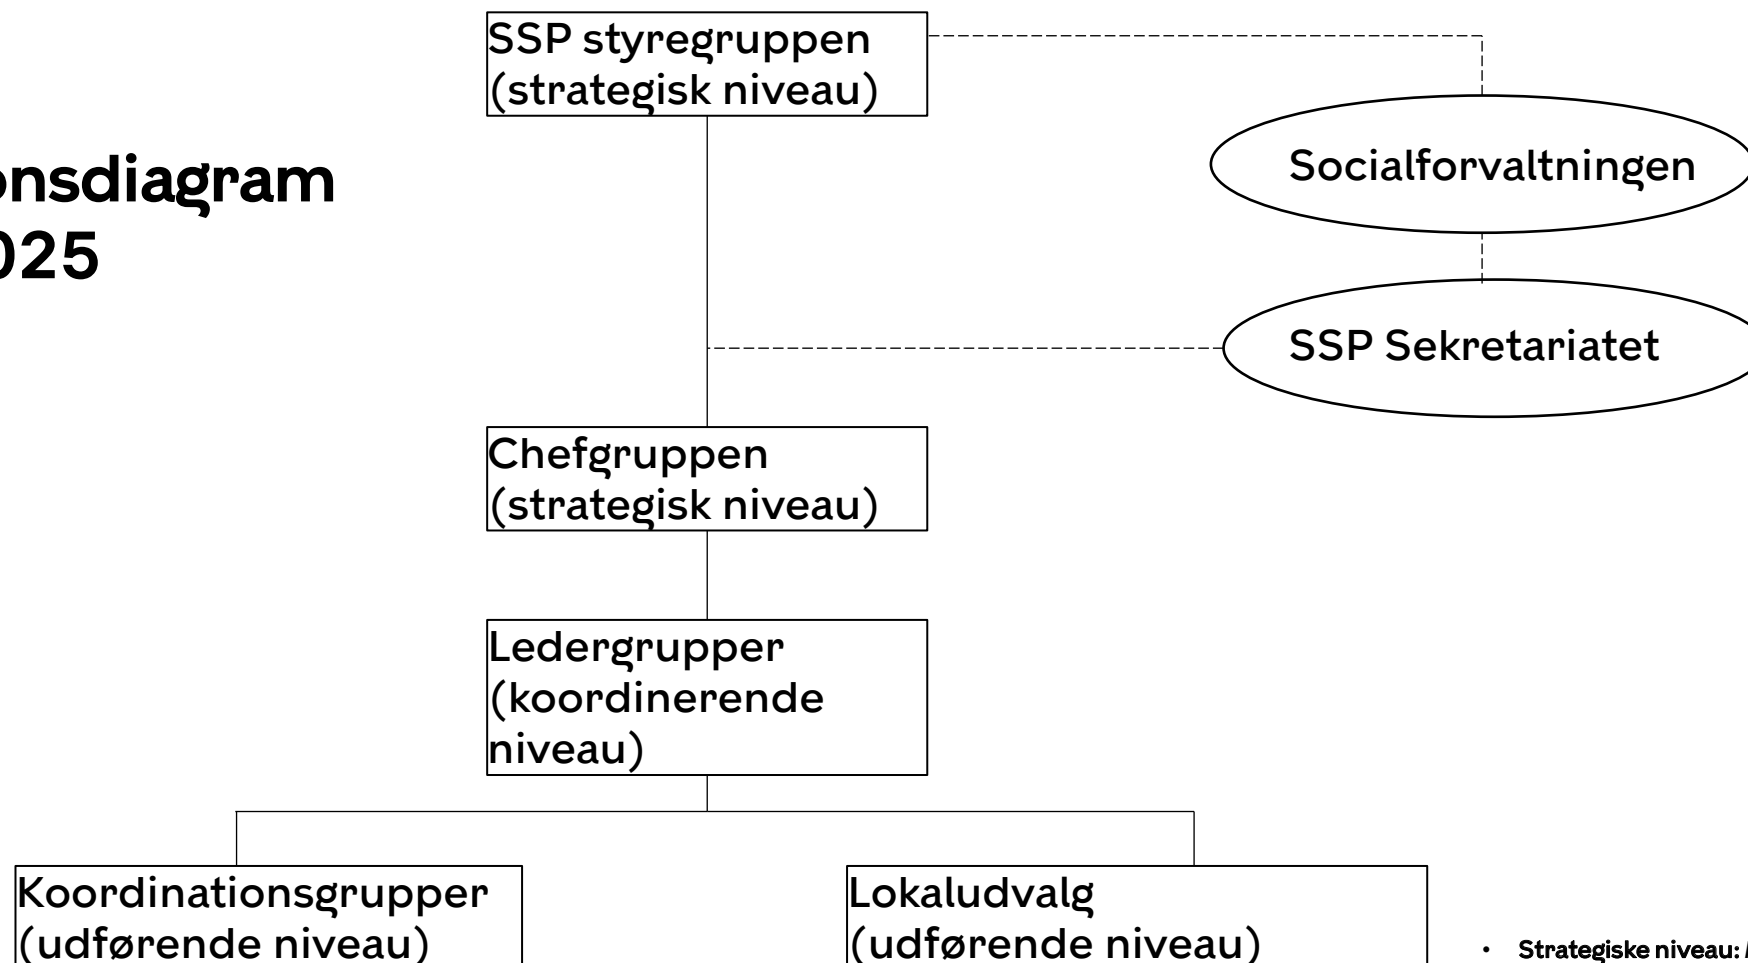 SSP styregruppen
(strategisk niveau)
onsdiagram
025
Socialforvaltningen
SSP Sekretariatet
Chefgruppen
(strategisk niveau)
Ledergrupper
(koordinerende
niveau)
Koordinationsgrupper
(udførende niveau)
Lokaludvalg
(udførende niveau)
• Strategiske niveau: